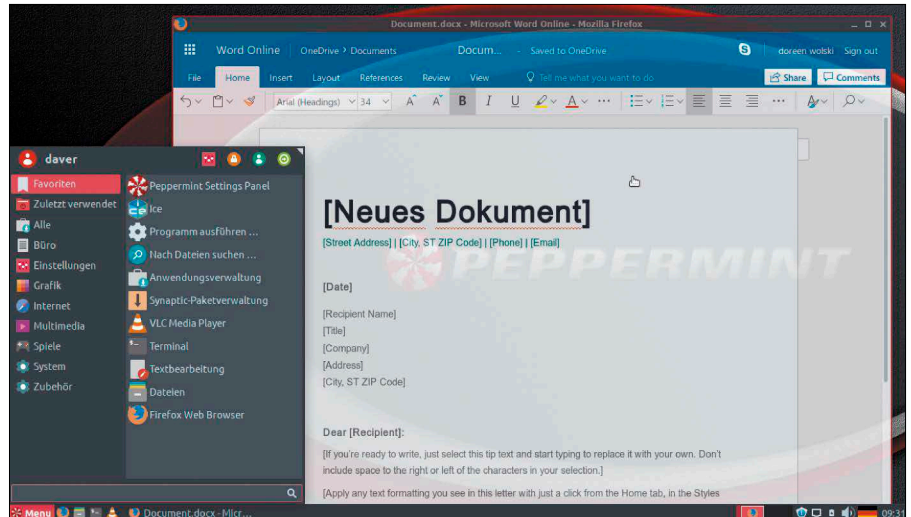 Document.docx - Microsoft Word Online - Mozilla Firefox
Word Online OneDrive > Documents Docum... - Saved to OneDrive doreen wolski Sign out
File Home Insert Layout References Review View Tell me what you want to do Share Comments
Arial (Headings) 34 A A B I U A ...
daver
Favoriten
Zuletzt verwendet
Alle
Büro
Einstellungen
Grafik
Internet
Multimedia
Spiele
System
Zubehör
Peppermint Settings Panel
Ice
Programm ausführen ...
Nach Dateien suchen ...
Anwendungsverwaltung
Synaptic-Paketverwaltung
VLC Media Player
Terminal
Textbearbeitung
Dateien
Firefox Web Browser
[Neues Dokument]
[Street Address] | [City, ST ZIP Code] | [Phone] | [Email]
PEPPERMINT
[Date]
[Recipient Name]
[Title]
[Company]
[Address]
[City, ST ZIP Code]
Dear [Recipient]:
[If you're ready to write, just select this tip text and start typing to replace it with your own. Don't
include space to the right or left of the characters in your selection.]
[Apply any text formatting you see in this letter with just a click from the Home tab, in the Styles
Menu Document.docx - Micr... 09:31